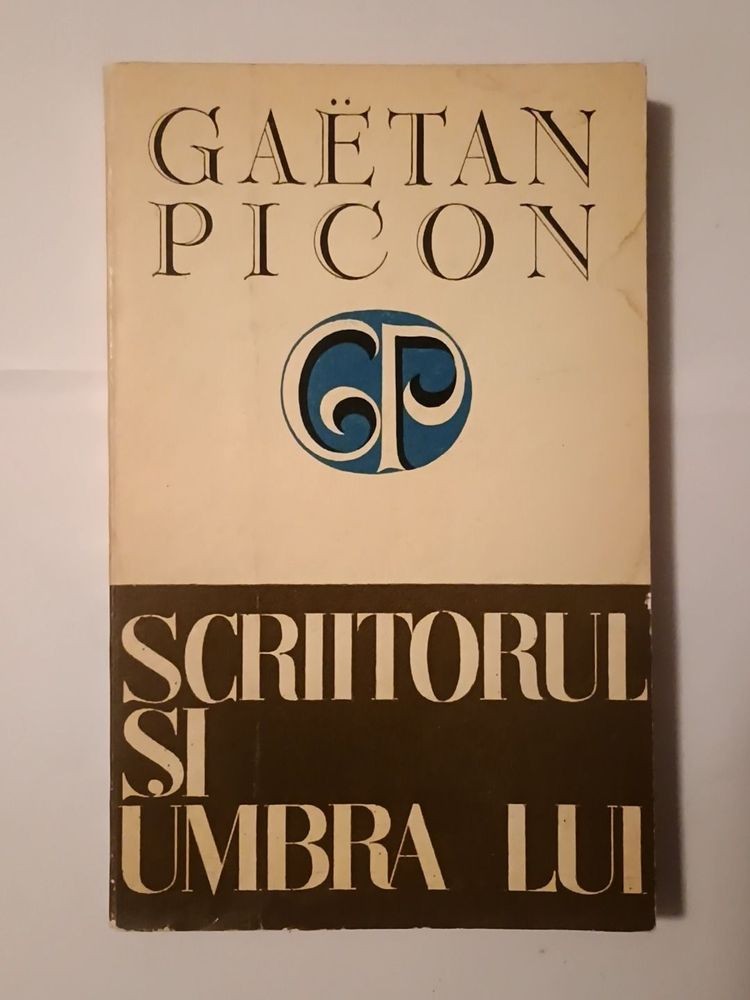 GAËTAN
PICON
GP
SCRIITORUL
ȘI
UMBRA LUI